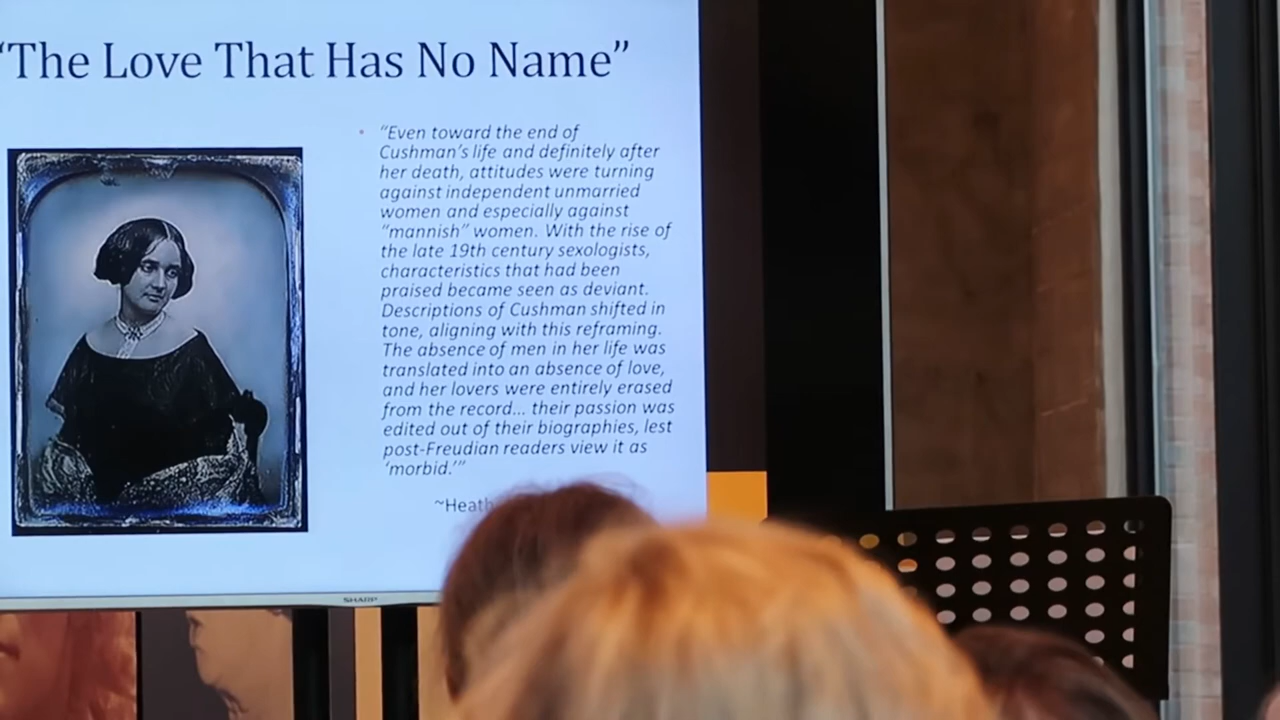 “The Love That Has No Name”
“Even toward the end of
Cushman’s life and definitely after
her death, attitudes were turning
against independent unmarried
women and especially against
“mannish” women. With the rise of
the late 19th century sexologists,
characteristics that had been
praised became seen as deviant.
Descriptions of Cushman shifted in
tone, aligning with this reframing.
The absence of men in her life was
translated into an absence of love,
and her lovers were entirely erased
from the record... their passion was
edited out of their biographies, lest
post-Freudian readers view it as
‘morbid.’”
SHARP